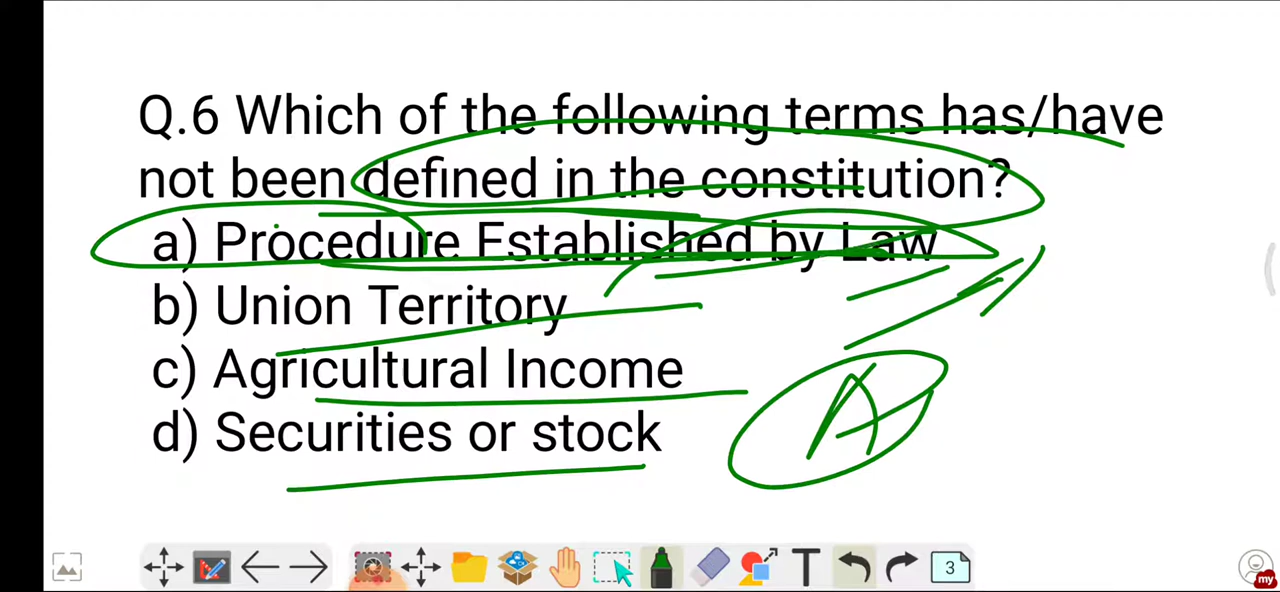 Q.6 Which of the following terms has/have
not been defined in the constitution?
a) Procedure Established by Law
b) Union Territory
c) Agricultural Income
d) Securities or stock
A
T
3
my